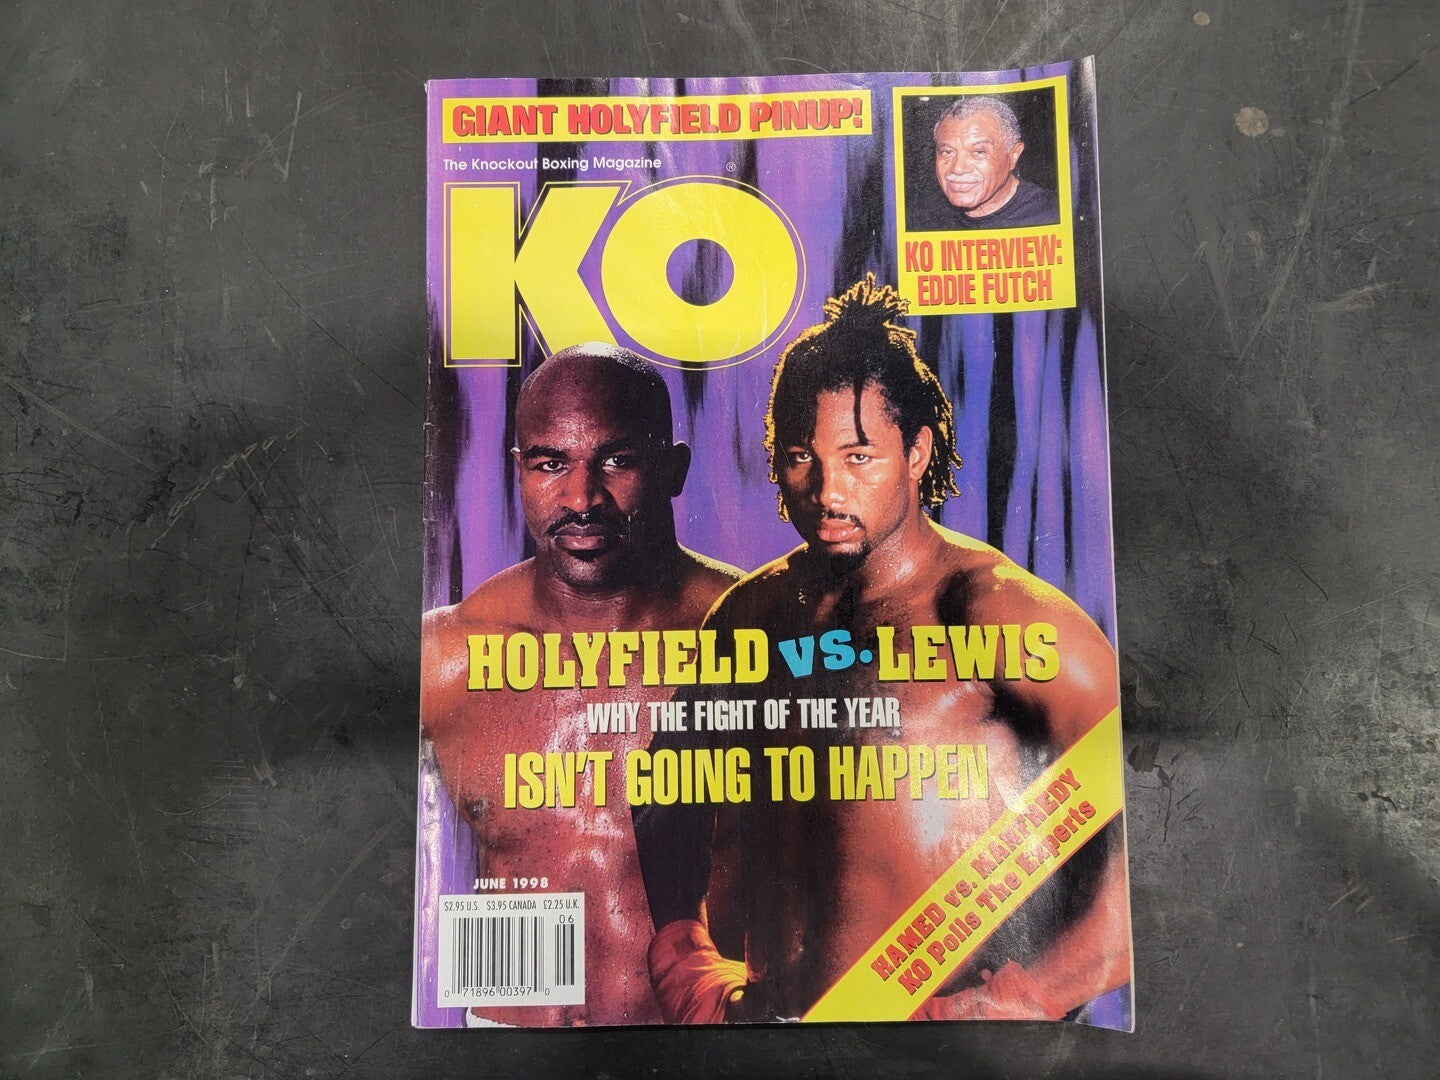 GIANT HOLYFIELD PINUP!
The Knockout Boxing Magazine
®
KO
KO INTERVIEW:
EDDIE FUTCH
HOLYFIELD VS. LEWIS
WHY THE FIGHT OF THE YEAR
ISN'T GOING TO HAPPEN
HAMED vs. MANFREDY
KO Polls The Experts
JUNE 1998
$2.95 U.S. $3.95 CANADA £2.25 U.K.
06
0 71896 00397 0